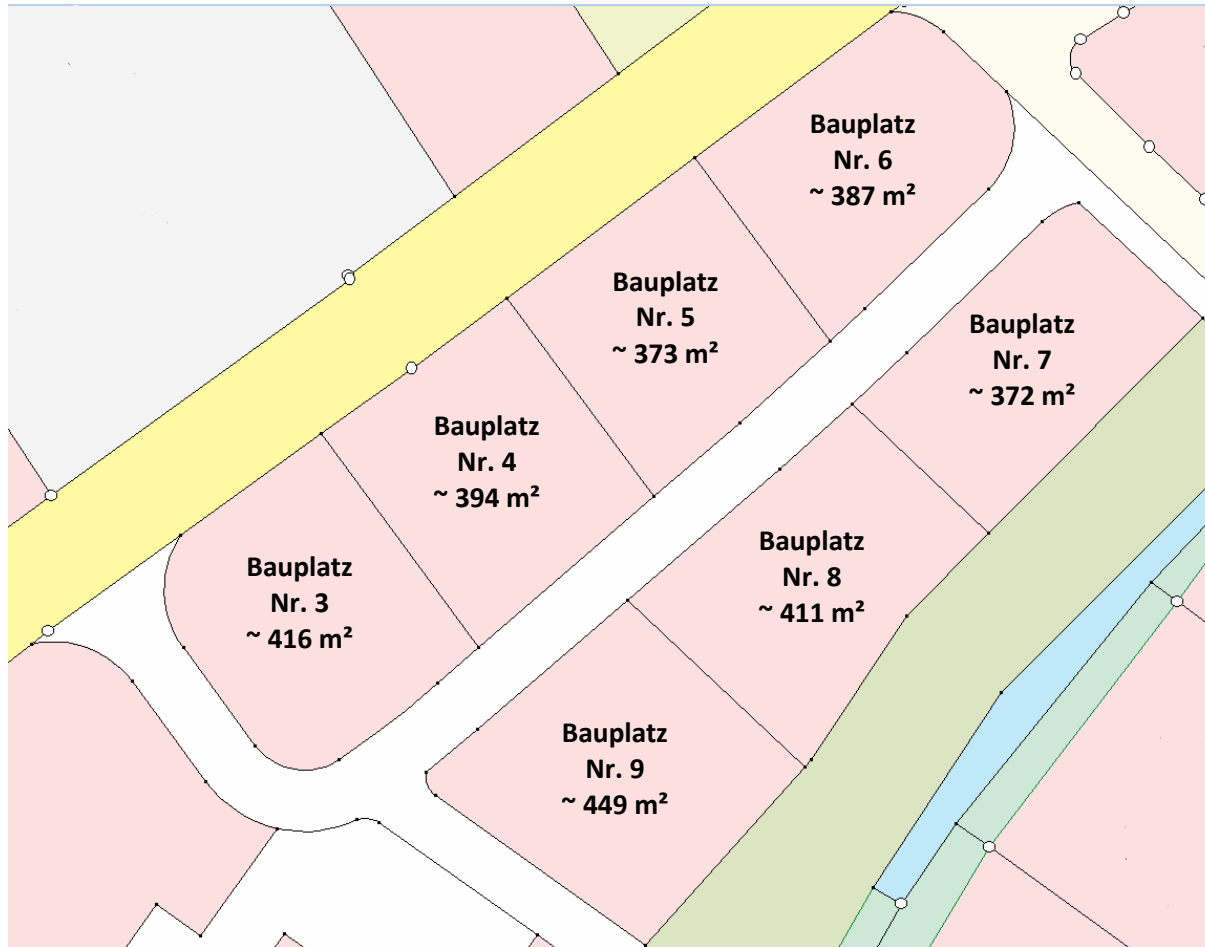 Bauplatz
Nr. 6
~ 387 m²
Bauplatz
Nr. 5
~ 373 m²
Bauplatz
Nr. 7
~ 372 m²
Bauplatz
Nr. 4
~ 394 m²
Bauplatz
Nr. 8
~ 411 m²
Bauplatz
Nr. 3
~ 416 m²
Bauplatz
Nr. 9
~ 449 m²